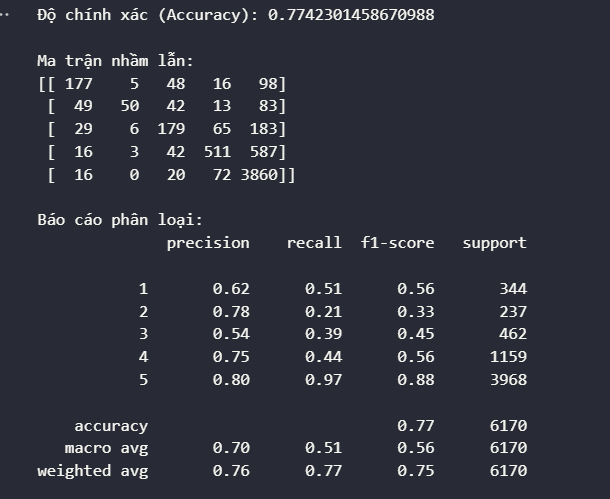 Độ chính xác (Accuracy): 0.7742301458670988
Ma trận nhầm lẫn:
[[ 177    5   48   16   98]
 [  49   50   42   13   83]
 [  29    6  179   65  183]
 [  16    3   42  511  587]
 [  16    0   20   72 3860]]
Báo cáo phân loại:
              precision    recall  f1-score   support
           1       0.62      0.51      0.56       344
           2       0.78      0.21      0.33       237
           3       0.54      0.39      0.45       462
           4       0.75      0.44      0.56      1159
           5       0.80      0.97      0.88      3968
    accuracy                           0.77      6170
   macro avg       0.70      0.51      0.56      6170
weighted avg       0.76      0.77      0.75      6170